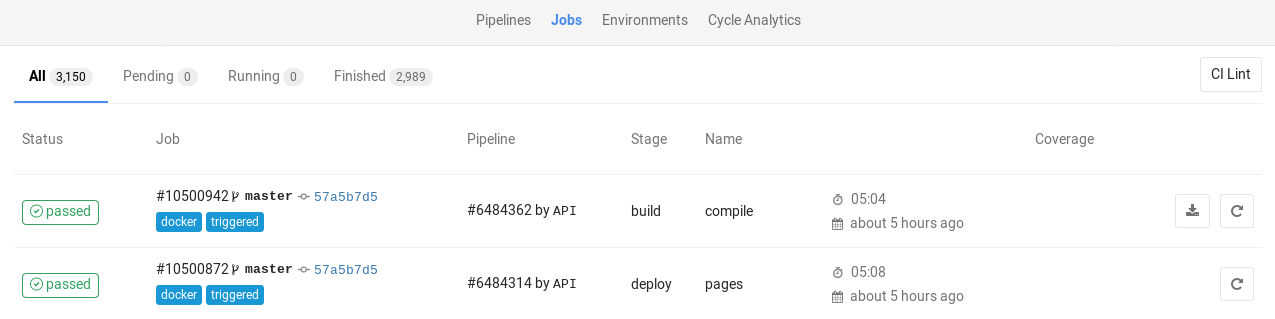 Pipelines Jobs Environments Cycle Analytics
All 3,150 Pending 0 Running 0 Finished 2,989 CI Lint
Status Job Pipeline Stage Name Coverage
passed #10500942 master 57a5b7d5 #6484362 by API build compile 05:04
docker triggered about 5 hours ago
passed #10500872 master 57a5b7d5 #6484314 by API deploy pages 05:08
docker triggered about 5 hours ago